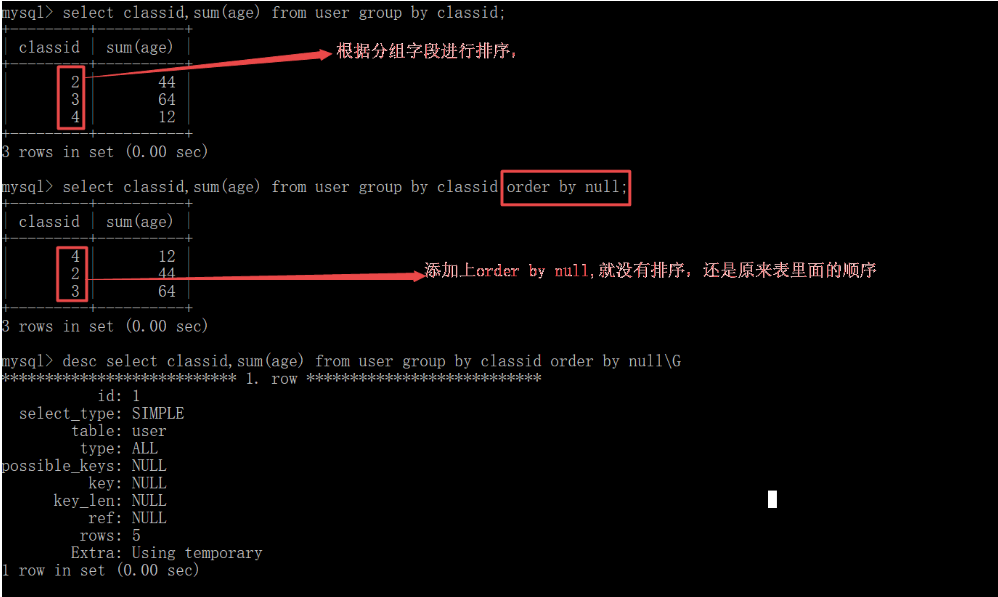 mysql> select classid,sum(age) from user group by classid;
+---------+----------+
| classid | sum(age) |
+---------+----------+
根据分组字段进行排序,
| 2 | 44 |
| 3 | 64 |
| 4 | 12 |
+---------+----------+
3 rows in set (0.00 sec)
mysql> select classid,sum(age) from user group by classid order by null;
+---------+----------+
| classid | sum(age) |
+---------+----------+
| 4 | 12 |
| 2 | 44 |
添加上order by null,就没有排序，还是原来表里面的顺序
| 3 | 64 |
+---------+----------+
3 rows in set (0.00 sec)
mysql> desc select classid,sum(age) from user group by classid order by null\G
*************************** 1. row ***************************
id: 1
select_type: SIMPLE
table: user
type: ALL
possible_keys: NULL
key: NULL
key_len: NULL
ref: NULL
rows: 5
Extra: Using temporary
1 row in set (0.00 sec)